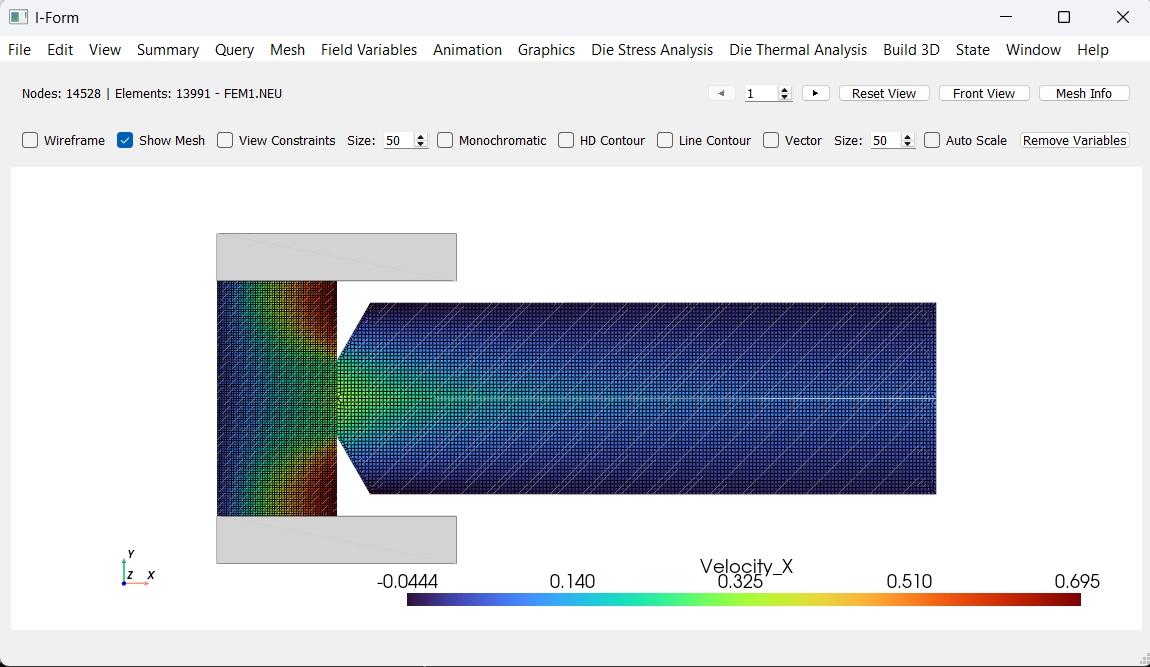 I-Form
File Edit View Summary Query Mesh Field Variables Animation Graphics Die Stress Analysis Die Thermal Analysis Build 3D State Window Help
Nodes: 14528 | Elements: 13991 - FEM1.NEU 1 Reset View Front View Mesh Info
Wireframe Show Mesh View Constraints Size: 50 Monochromatic HD Contour Line Contour Vector Size: 50 Auto Scale Remove Variables
Y
Z X
Velocity_X
-0.0444 0.140 0.325 0.510 0.695